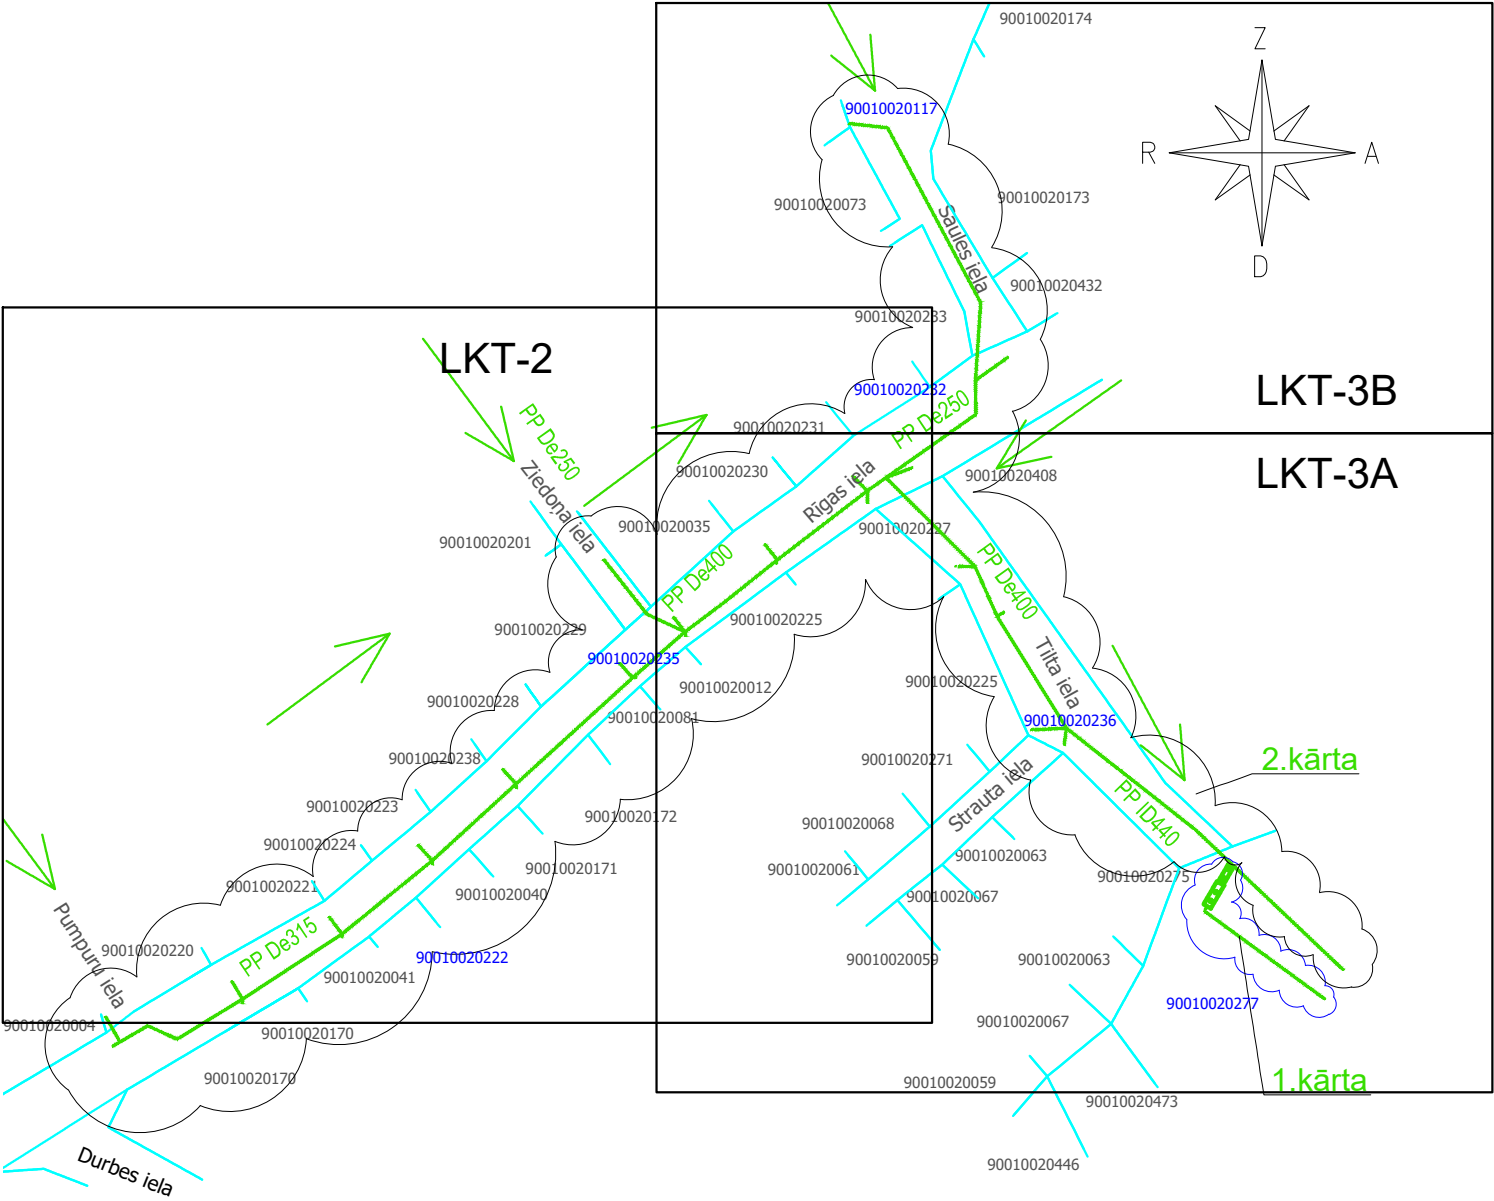 90010020174
Z
90010020117
R
A
90010020073
90010020173
Saules iela
D
90010020432
90010020233
LKT-2
90010020232
LKT-3B
PP De250
PP De250
90010020231
LKT-3A
90010020230
Rīgas iela
90010020408
Ziedoņa iela
90010020035
90010020227
90010020201
PP De400
PP De400
90010020225
90010020229
Tilta iela
90010020235
90010020012
90010020225
90010020228
90010020081
90010020236
90010020238
90010020271
2.kārta
90010020223
90010020172
90010020068
Strauta iela
PP ID440
90010020224
90010020063
90010020171
90010020061
90010020275
90010020221
90010020040
90010020067
Pumpuru iela
PP De315
90010020220
90010020222
90010020059
90010020063
90010020041
90010020277
90010020004
90010020170
90010020067
90010020170
90010020059
1.kārta
90010020473
Durbes iela
90010020446